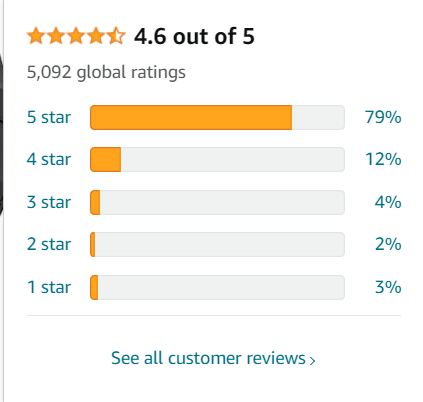 4.6 out of 5
5,092 global ratings
5 star 79%
4 star 12%
3 star 4%
2 star 2%
1 star 3%
See all customer reviews ›